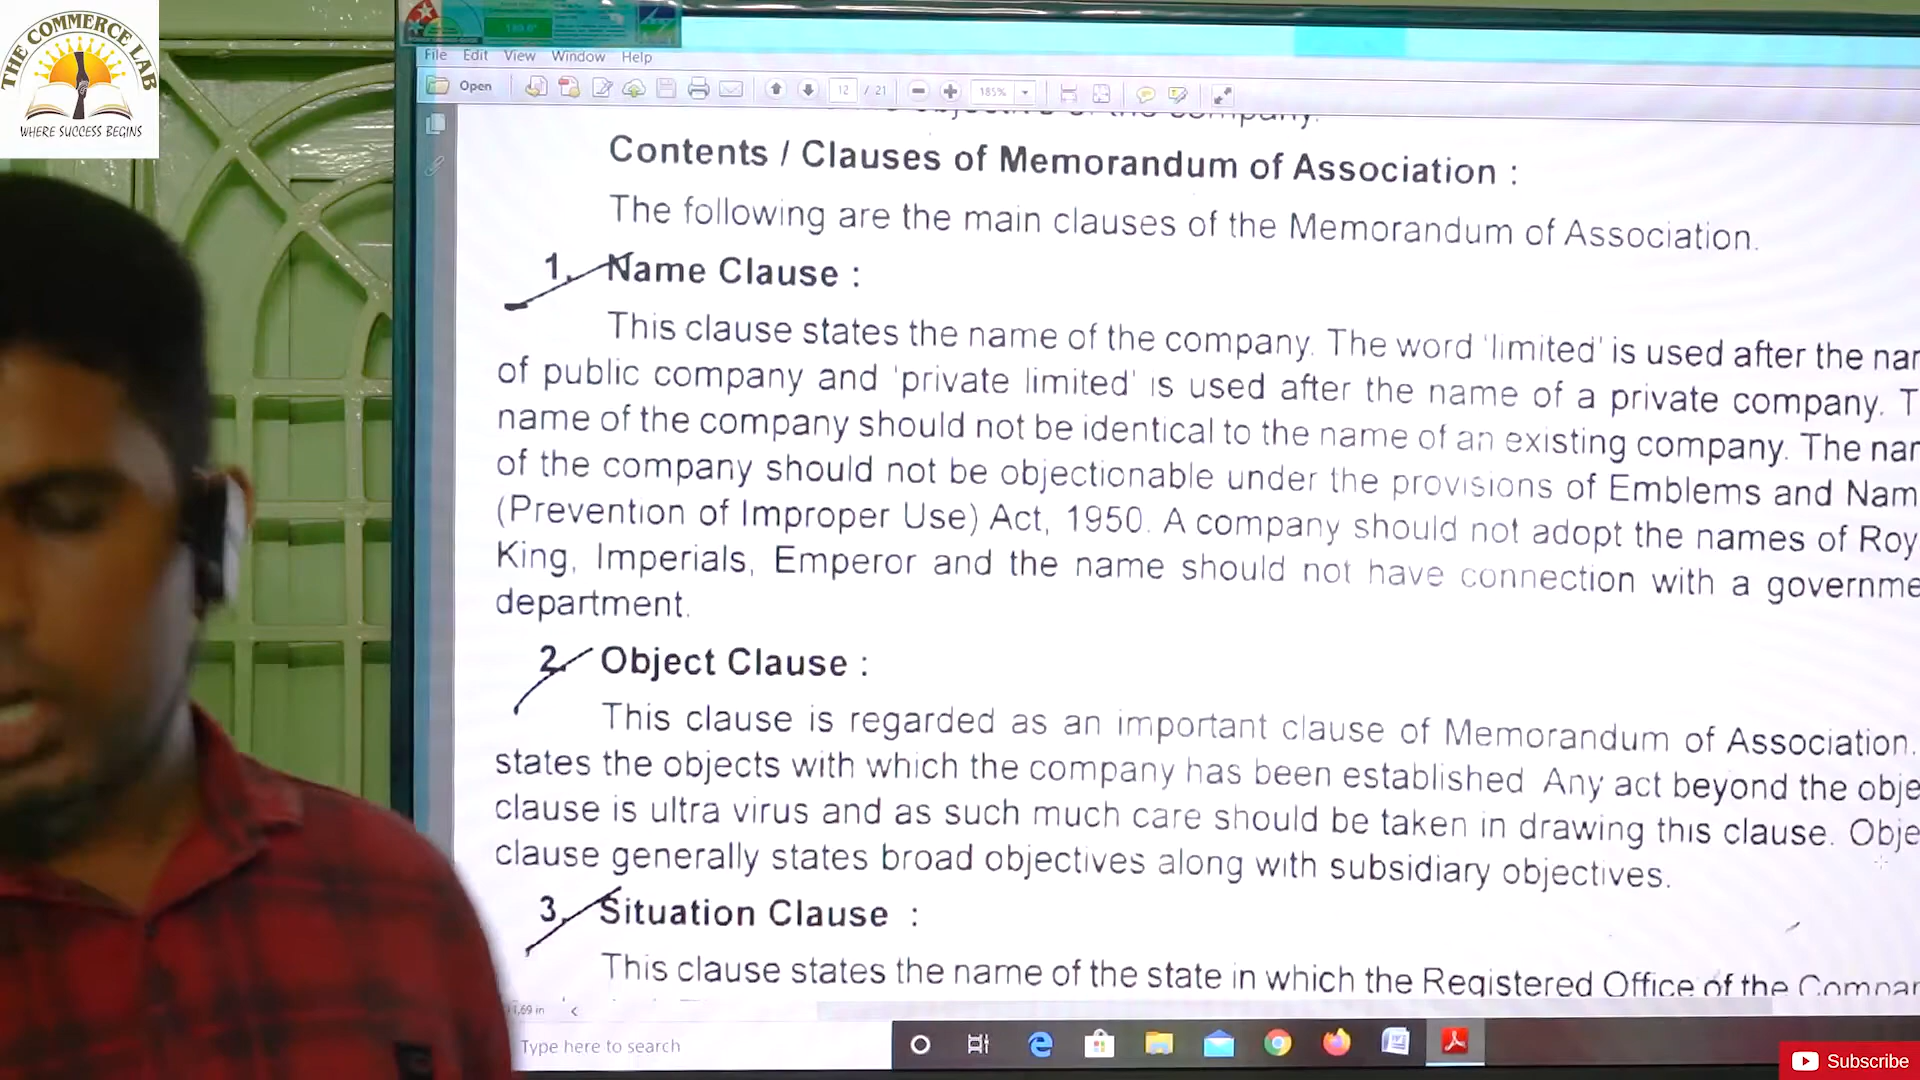 THE COMMERCE LAB
WHERE SUCCESS BEGINS
File Edit View Window Help
Open 12 / 21 185%
Contents / Clauses of Memorandum of Association :
The following are the main clauses of the Memorandum of Association.
1. Name Clause :
This clause states the name of the company. The word 'limited' is used after the nar
of public company and 'private limited' is used after the name of a private company. T
name of the company should not be identical to the name of an existing company. The nar
of the company should not be objectionable under the provisions of Emblems and Nam
(Prevention of Improper Use) Act, 1950. A company should not adopt the names of Roy
King, Imperials, Emperor and the name should not have connection with a governme
department.
2. Object Clause :
This clause is regarded as an important clause of Memorandum of Association.
states the objects with which the company has been established Any act beyond the obje
clause is ultra virus and as such much care should be taken in drawing this clause. Obje
clause generally states broad objectives along with subsidiary objectives.
3. Situation Clause :
This clause states the name of the state in which the Registered Office of the Compar
Type here to search
Subscribe